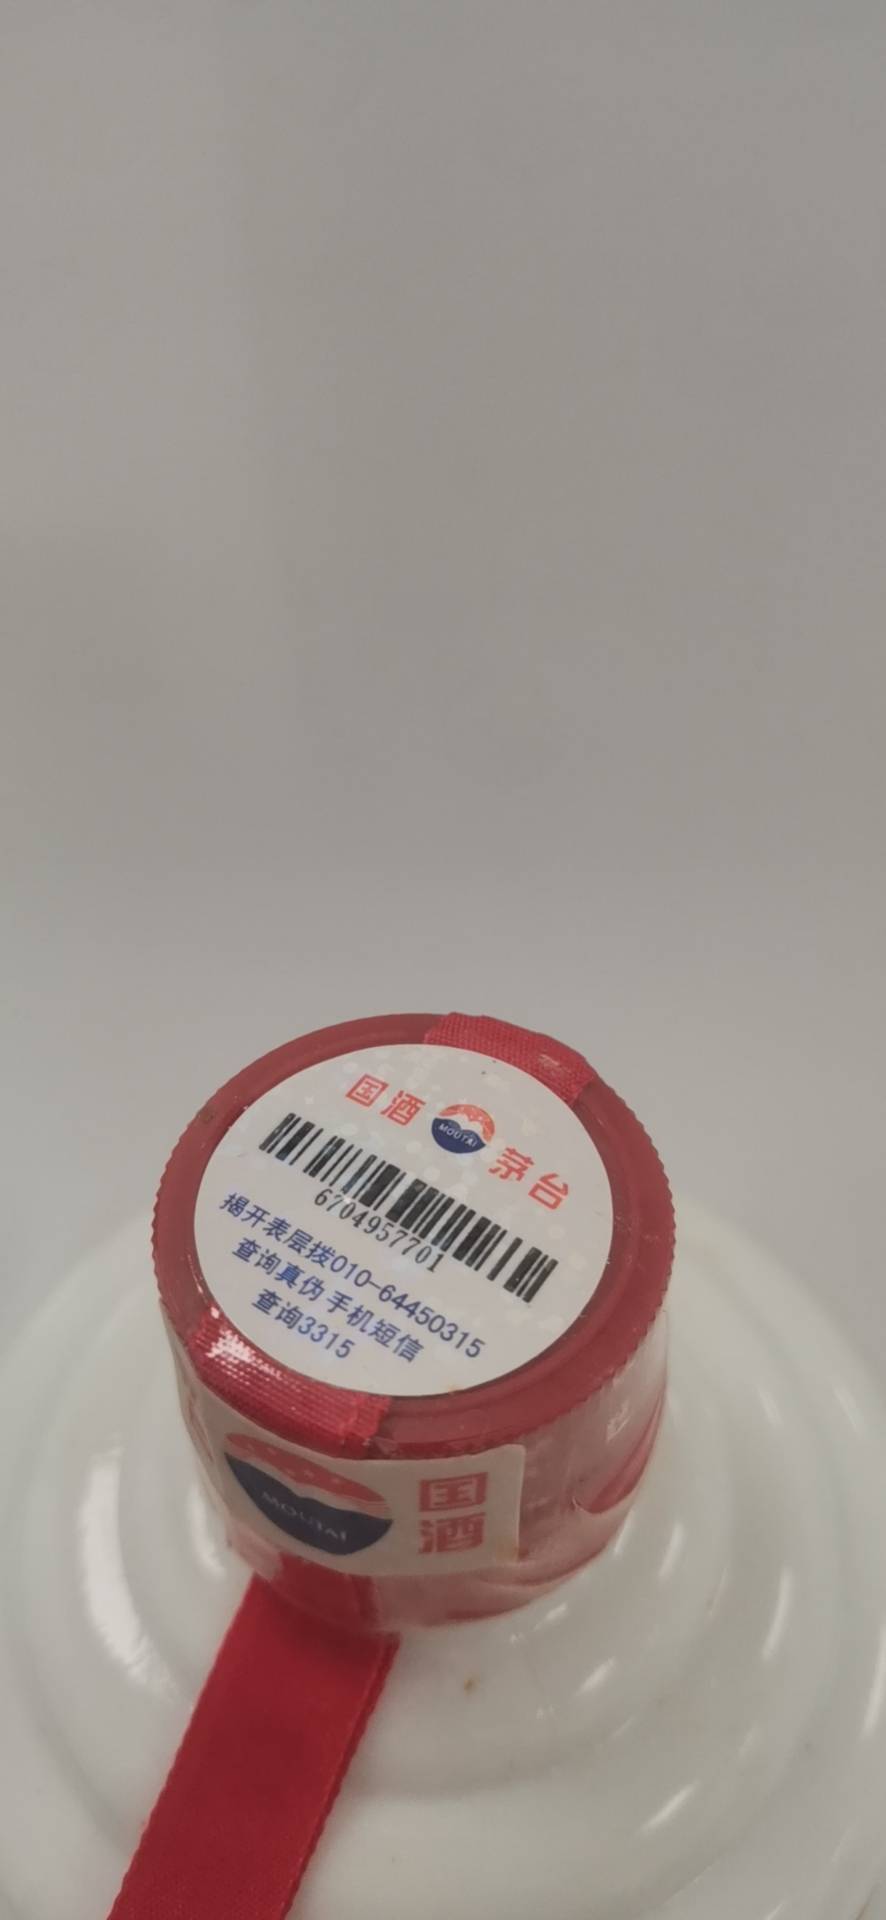 国酒 MOUTAI 茅台
6704957701
揭开表层拨010-64450315
查询真伪 手机短信
查询3315
MOUTAI
国酒